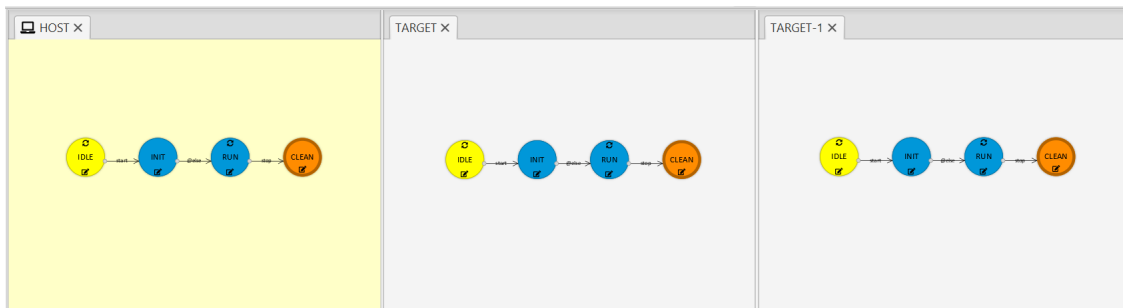 HOST
TARGET
TARGET-1
IDLE start INIT @else RUN stop CLEAN
IDLE start INIT @else RUN stop CLEAN
IDLE start INIT @else RUN stop CLEAN